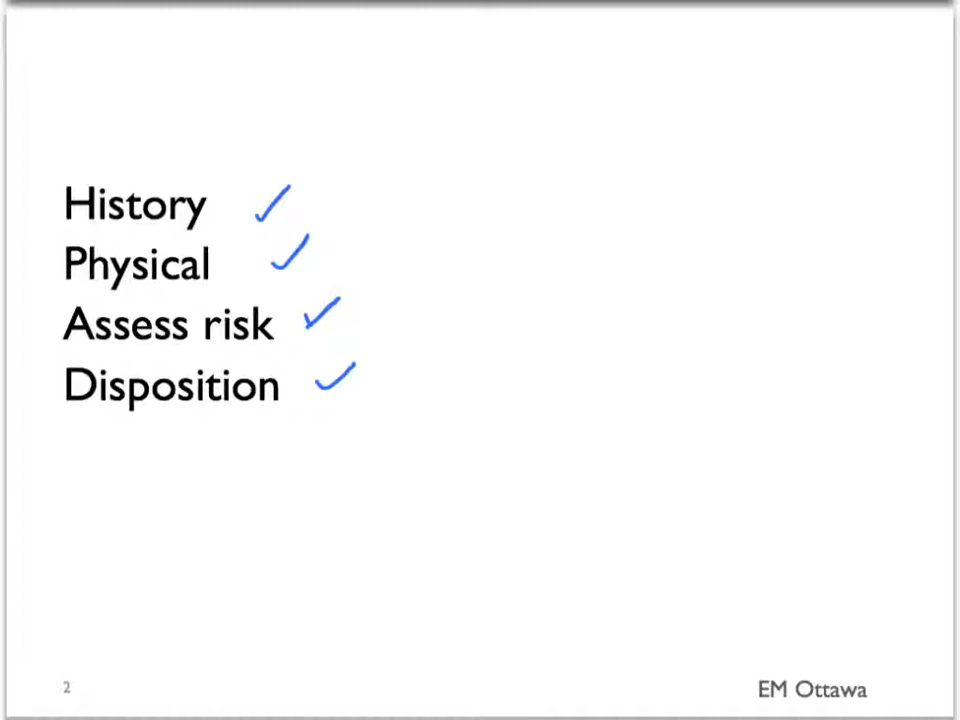 History
Physical
Assess risk
Disposition
2
EM Ottawa